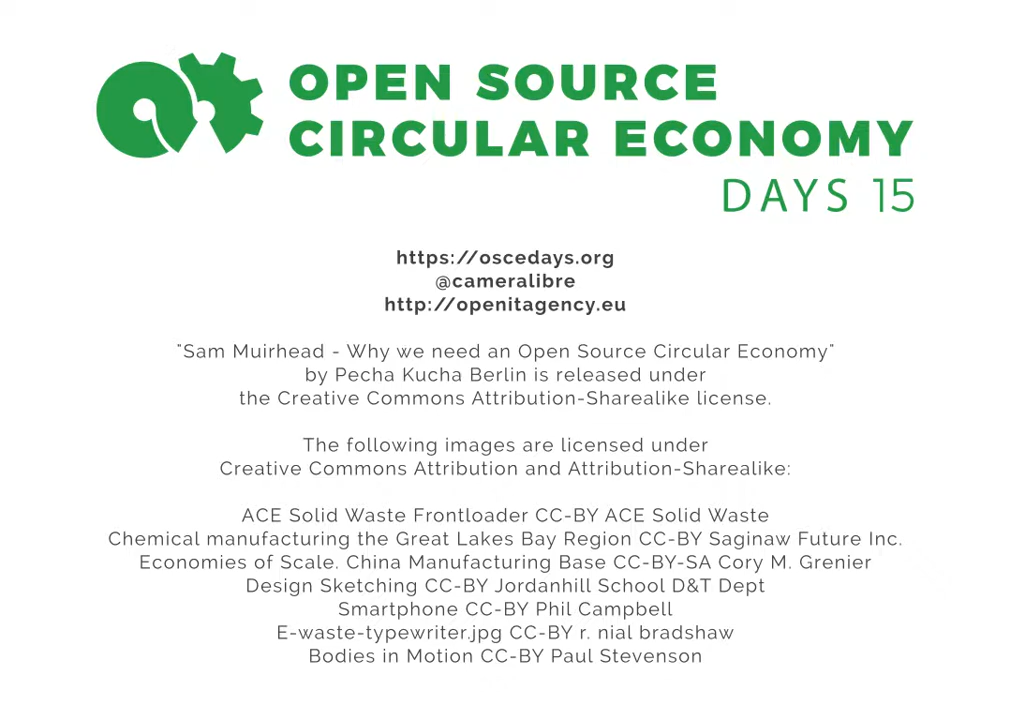 OPEN SOURCE
CIRCULAR ECONOMY
DAYS 15
https://oscedays.org
@cameralibre
http://openitagency.eu
"Sam Muirhead - Why we need an Open Source Circular Economy"
by Pecha Kucha Berlin is released under
the Creative Commons Attribution-Sharealike license.
The following images are licensed under
Creative Commons Attribution and Attribution-Sharealike:
ACE Solid Waste Frontloader CC-BY ACE Solid Waste
Chemical manufacturing the Great Lakes Bay Region CC-BY Saginaw Future Inc.
Economies of Scale. China Manufacturing Base CC-BY-SA Cory M. Grenier
Design Sketching CC-BY Jordanhill School D&T Dept
Smartphone CC-BY Phil Campbell
E-waste-typewriter.jpg CC-BY r. nial bradshaw
Bodies in Motion CC-BY Paul Stevenson